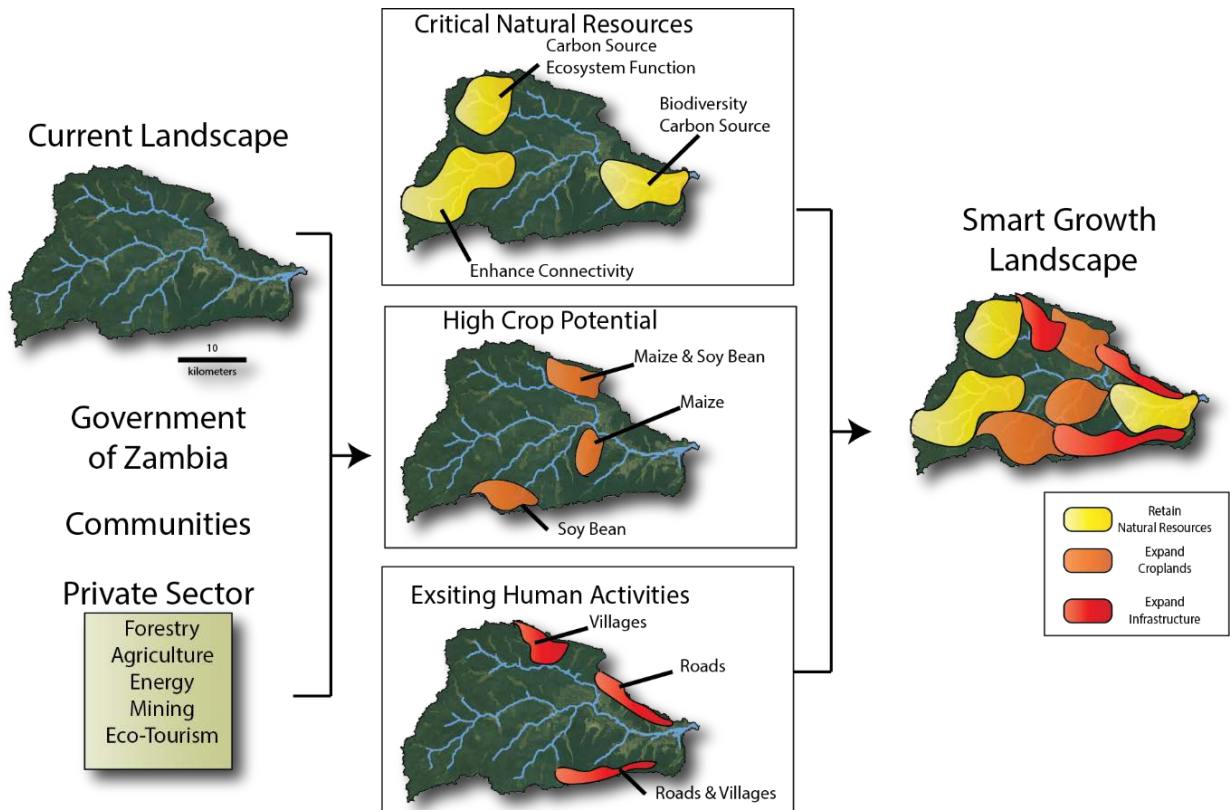 Current Landscape
10
kilometers
Government
of Zambia
Communities
Private Sector
Forestry
Agriculture
Energy
Mining
Eco-Tourism
Critical Natural Resources
Carbon Source
Ecosystem Function
Biodiversity
Carbon Source
Enhance Connectivity
High Crop Potential
Maize & Soy Bean
Maize
Soy Bean
Exsiting Human Activities
Villages
Roads
Roads & Villages
Smart Growth
Landscape
Retain
Natural Resources
Expand
Croplands
Expand
Infrastructure